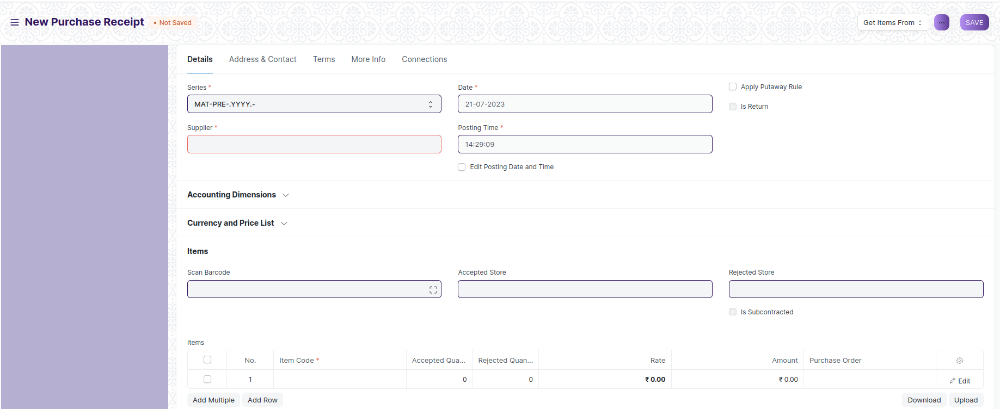 New Purchase Receipt
• Not Saved
Get Items From
...
SAVE
Details
Address & Contact
Terms
More Info
Connections
Series *
MAT-PRE-.YYYY.-
Date *
21-07-2023
Apply Putaway Rule
Is Return
Supplier *
Posting Time *
14:29:09
Edit Posting Date and Time
Accounting Dimensions
Currency and Price List
Items
Scan Barcode
Accepted Store
Rejected Store
Is Subcontracted
Items
No. Item Code * Accepted Qua... Rejected Quan... Rate Amount Purchase Order
1 0 0 ₹ 0.00 ₹ 0.00 Edit
Add Multiple
Add Row
Download
Upload